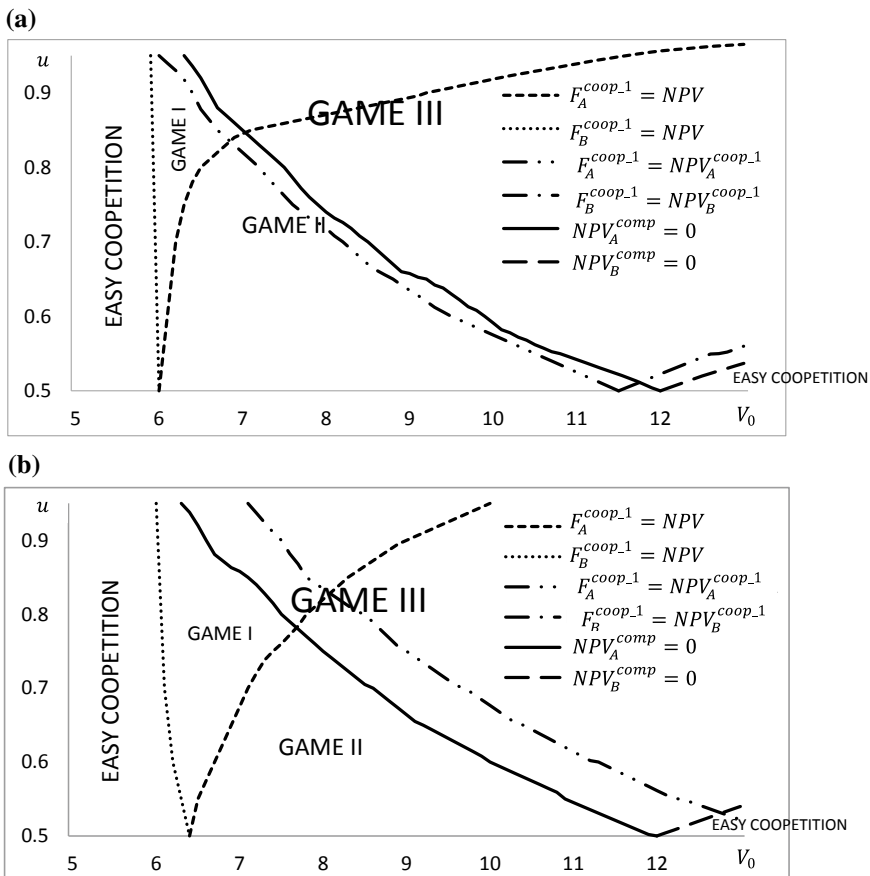 (a)
u
0.9
0.8
0.7
0.6
0.5
5 6 7 8 9 10 11 12 V₀
EASY COOPETITION
GAME I
GAME II
GAME III
EASY COOPETITION
F_A^{coop_1} = NPV
F_B^{coop_1} = NPV
F_A^{coop_1} = NPV_A^{coop_1}
F_B^{coop_1} = NPV_B^{coop_1}
NPV_A^{comp} = 0
NPV_B^{comp} = 0
(b)
u
0.9
0.8
0.7
0.6
0.5
5 6 7 8 9 10 11 12 V₀
EASY COOPETITION
GAME I
GAME II
GAME III
EASY COOPETITION
F_A^{coop_1} = NPV
F_B^{coop_1} = NPV
F_A^{coop_1} = NPV_A^{coop_1}
F_B^{coop_1} = NPV_B^{coop_1}
NPV_A^{comp} = 0
NPV_B^{comp} = 0